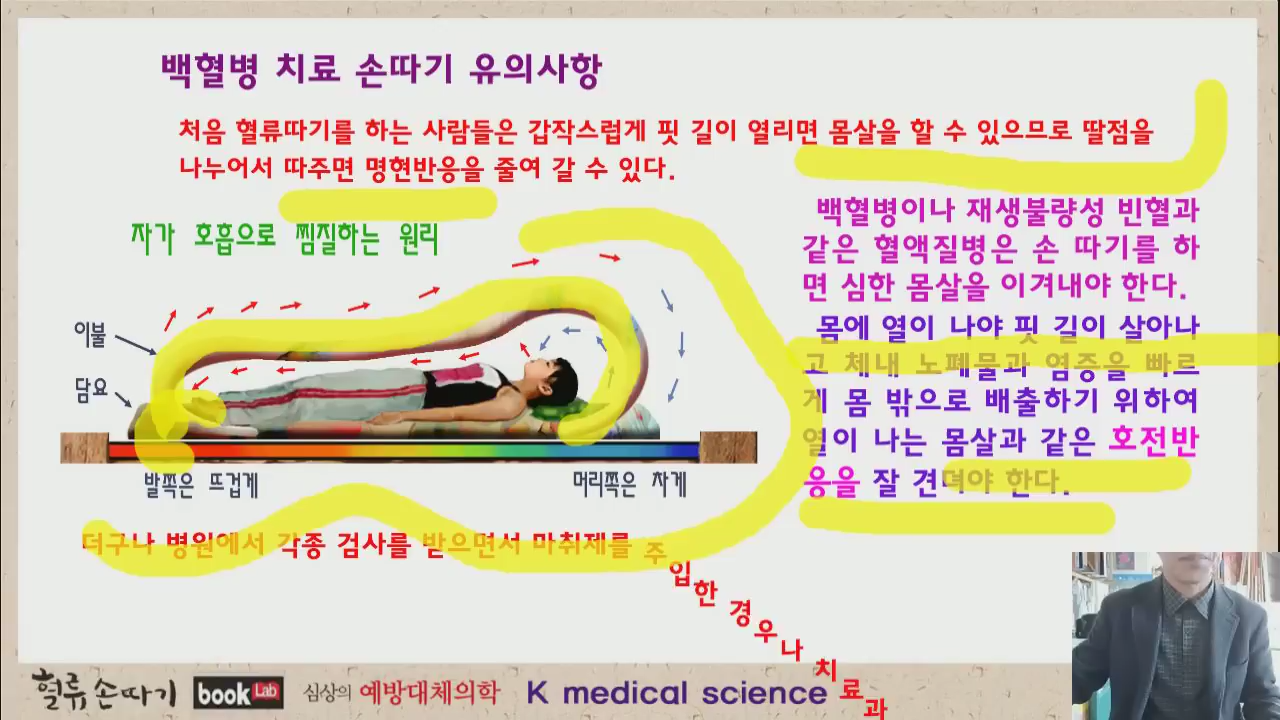 백혈병 치료 손따기 유의사항
처음 혈류따기를 하는 사람들은 갑작스럽게 핏 길이 열리면 몸살을 할 수 있으므로 딸점을
나누어서 따주면 명현반응을 줄여 갈 수 있다.
자가 호흡으로 찜질하는 원리
이불
담요
발쪽은 뜨겁게
머리쪽은 차게
백혈병이나 재생불량성 빈혈과
같은 혈액질병은 손 따기를 하
면 심한 몸살을 이겨내야 한다.
몸에 열이 나야 핏 길이 살아나
고 체내 노폐물과 염증을 빠르
게 몸 밖으로 배출하기 위하여
열이 나는 몸살과 같은 호전반
응을 잘 견뎌야 한다.
더구나 병원에서 각종 검사를 받으면서 마취제를 주입한 경우나 치료과
혈류 손따기
book Lab
심상의 예방대체의학
K medical science